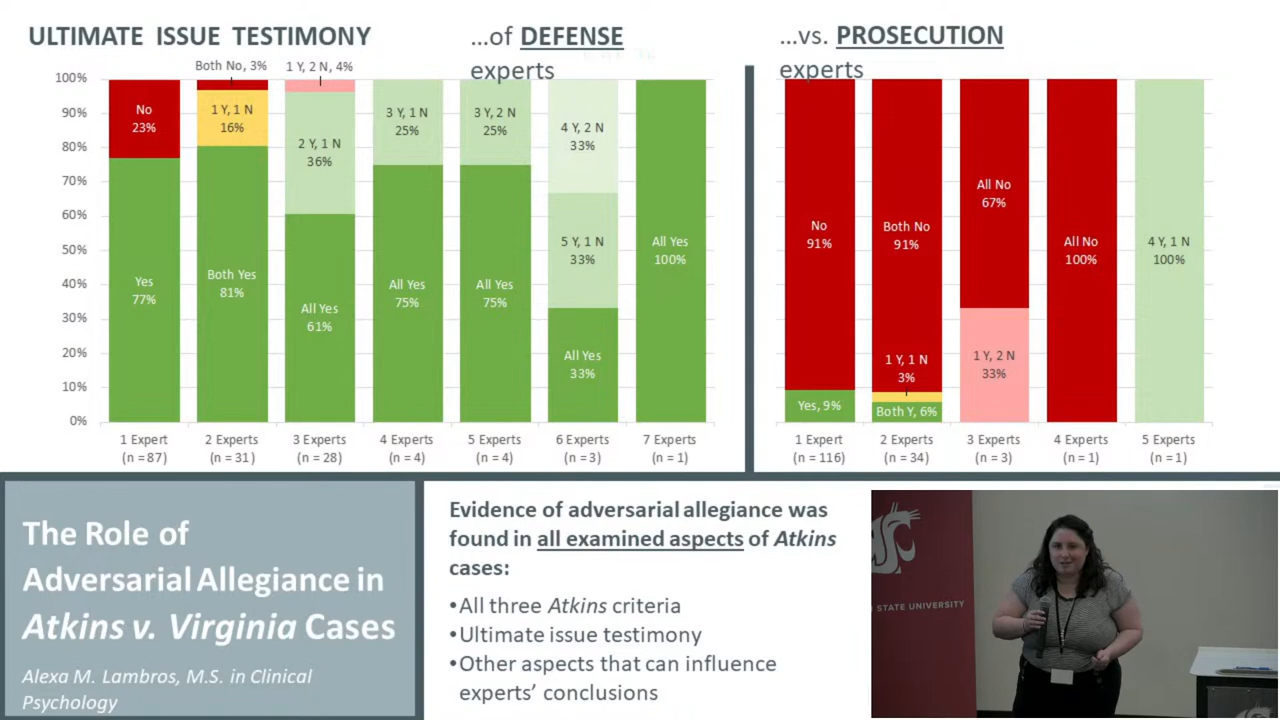 ULTIMATE ISSUE TESTIMONY
...of DEFENSE
experts
...vs. PROSECUTION
experts
Both No, 3%
1 Y, 2 N, 4%
100%
90%
80%
70%
60%
50%
40%
30%
20%
10%
0%
No
23%
Yes
77%
1 Y, 1 N
16%
Both Yes
81%
2 Y, 1 N
36%
All Yes
61%
3 Y, 1 N
25%
All Yes
75%
3 Y, 2 N
25%
All Yes
75%
4 Y, 2 N
33%
5 Y, 1 N
33%
All Yes
33%
All Yes
100%
1 Expert
(n = 87)
2 Experts
(n = 31)
3 Experts
(n = 28)
4 Experts
(n = 4)
5 Experts
(n = 4)
6 Experts
(n = 3)
7 Experts
(n = 1)
No
91%
Yes, 9%
Both No
91%
1 Y, 1 N
3%
Both Y, 6%
All No
67%
1 Y, 2 N
33%
All No
100%
4 Y, 1 N
100%
1 Expert
(n = 116)
2 Experts
(n = 34)
3 Experts
(n = 3)
4 Experts
(n = 1)
5 Experts
(n = 1)
The Role of
Adversarial Allegiance in
Atkins v. Virginia Cases
Alexa M. Lambros, M.S. in Clinical
Psychology
Evidence of adversarial allegiance was
found in all examined aspects of Atkins
cases:
•All three Atkins criteria
•Ultimate issue testimony
•Other aspects that can influence
experts' conclusions
STATE UNIVERSITY